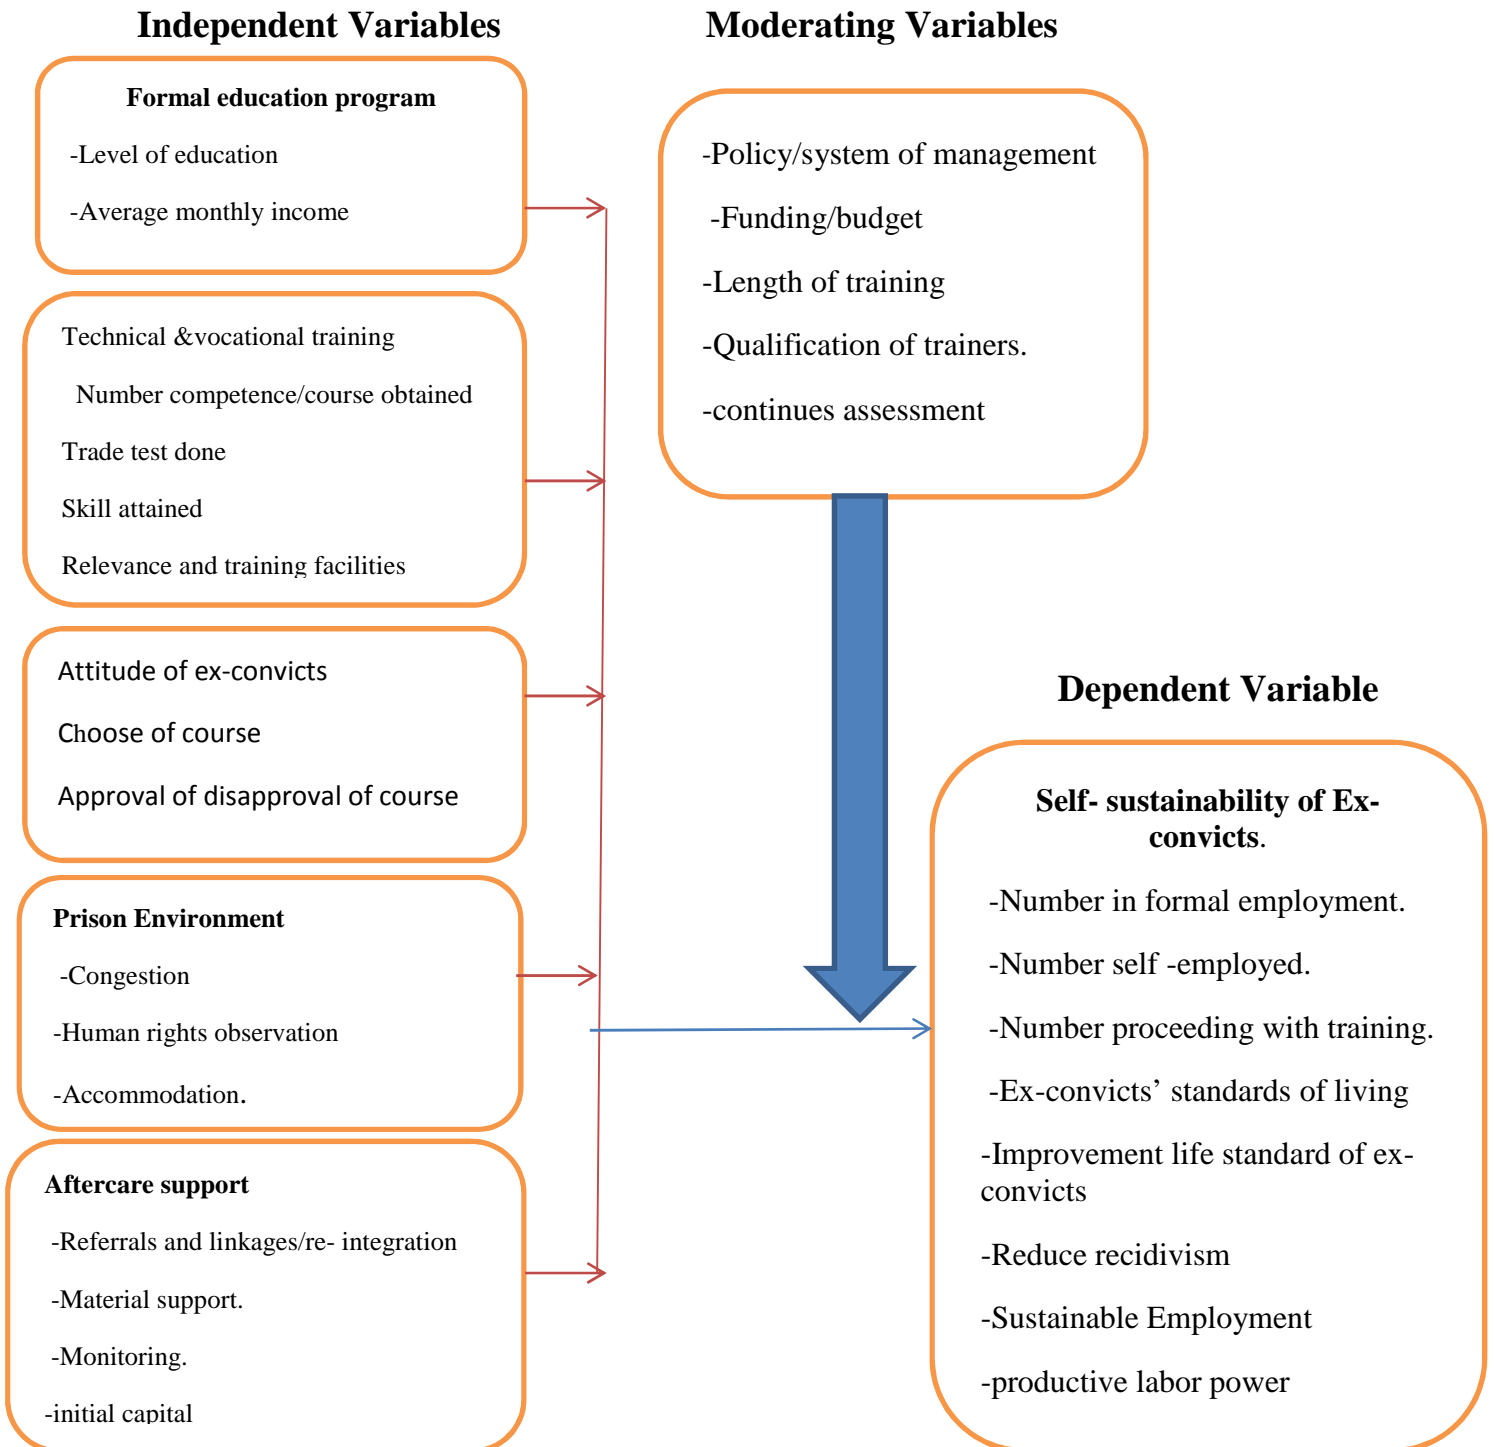 Independent Variables
Moderating Variables
Formal education program
-Level of education
-Average monthly income
Technical &vocational training
Number competence/course obtained
Trade test done
Skill attained
Relevance and training facilities
Attitude of ex-convicts
Choose of course
Approval of disapproval of course
Prison Environment
-Congestion
-Human rights observation
-Accommodation.
Aftercare support
-Referrals and linkages/re- integration
-Material support.
-Monitoring.
-initial capital
-Policy/system of management
-Funding/budget
-Length of training
-Qualification of trainers.
-continues assessment
Dependent Variable
Self- sustainability of Ex-
convicts.
-Number in formal employment.
-Number self -employed.
-Number proceeding with training.
-Ex-convicts’ standards of living
-Improvement life standard of ex-
convicts
-Reduce recidivism
-Sustainable Employment
-productive labor power